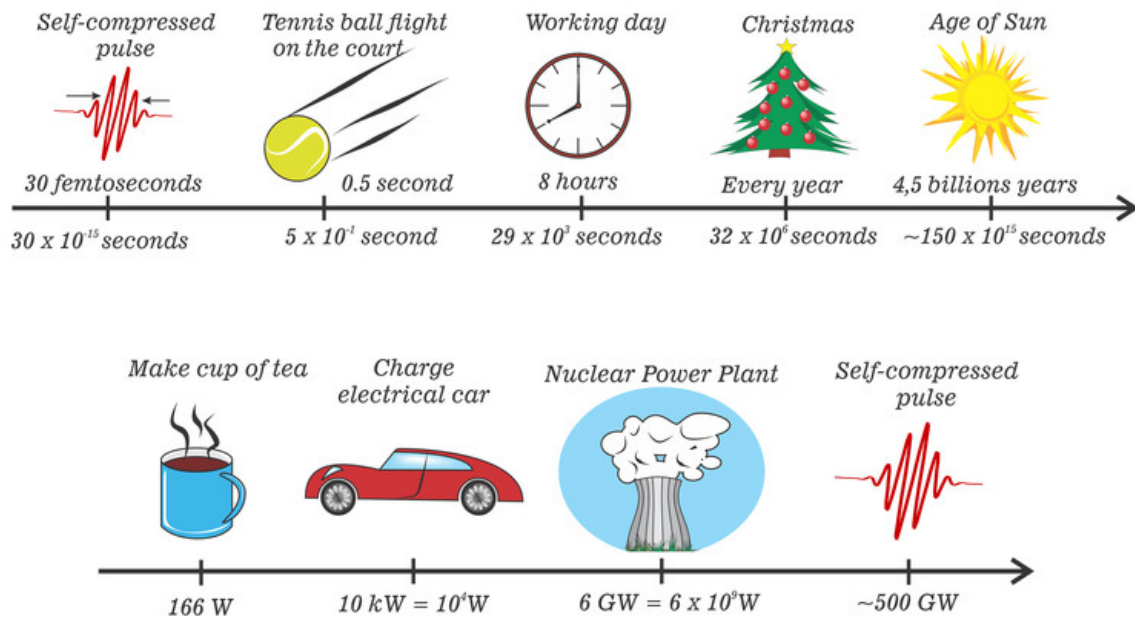 Self-compressed
pulse
Tennis ball flight
on the court
Working day
Christmas
Age of Sun
30 femtoseconds
0.5 second
8 hours
Every year
4,5 billions years
30 x 10⁻¹⁵ seconds
5 x 10⁻¹ second
29 x 10³ seconds
32 x 10⁶ seconds
~150 x 10¹⁵ seconds
Make cup of tea
Charge
electrical car
Nuclear Power Plant
Self-compressed
pulse
166 W
10 kW = 10⁴W
6 GW = 6 x 10⁹W
~500 GW